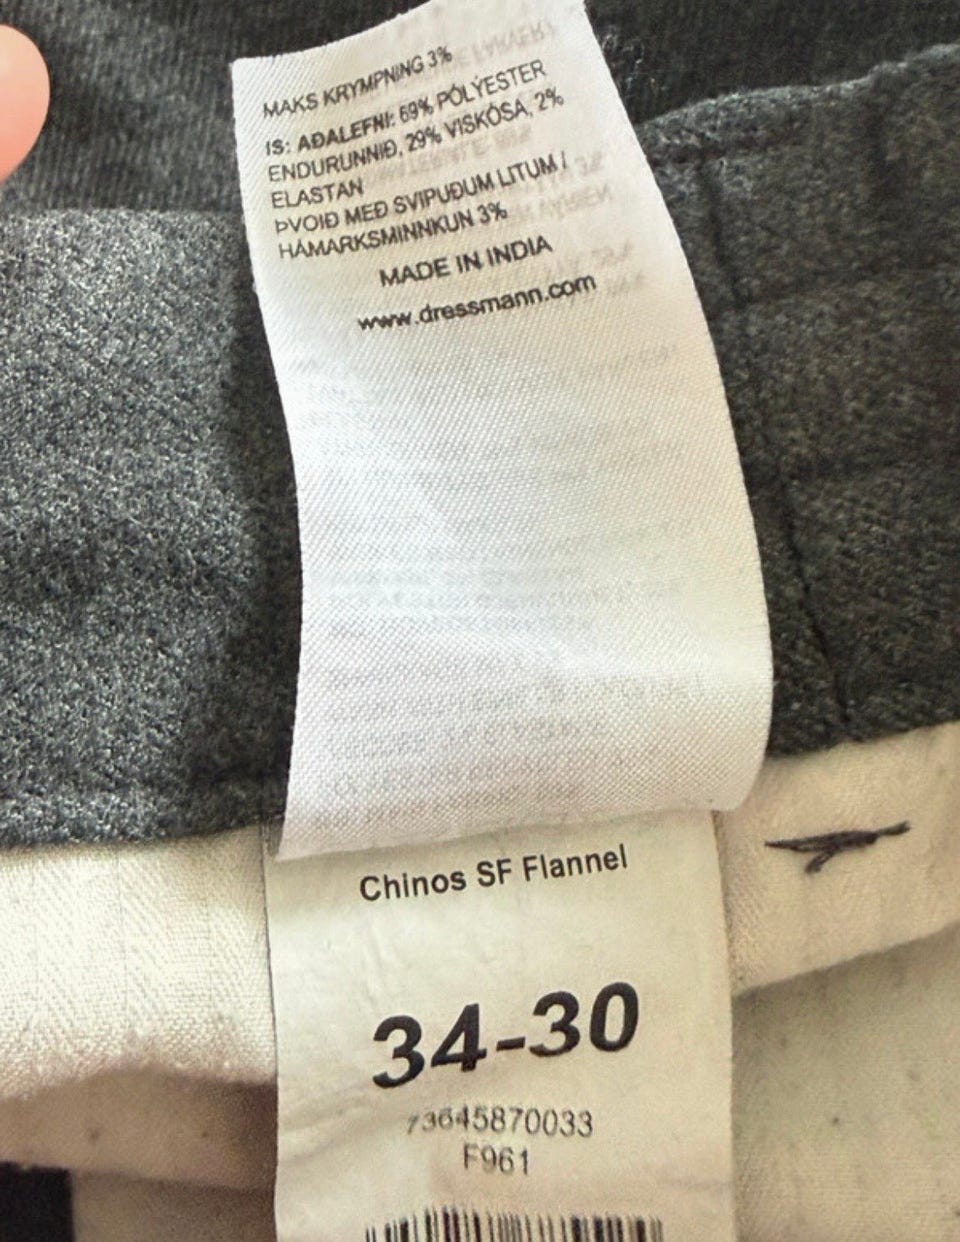 MAKS KRYMPNING 3%
IS: AÐALEFNI: 69% PÓLÝESTER
ENDURUNNIÐ, 29% VISKÓSA, 2%
ELASTAN
ÞVOIÐ MEÐ SVIPUÐUM LITUM /
HÁMARKSMINNKUN 3%
MADE IN INDIA
www.dressmann.com
Chinos SF Flannel
34-30
73645870033
F961